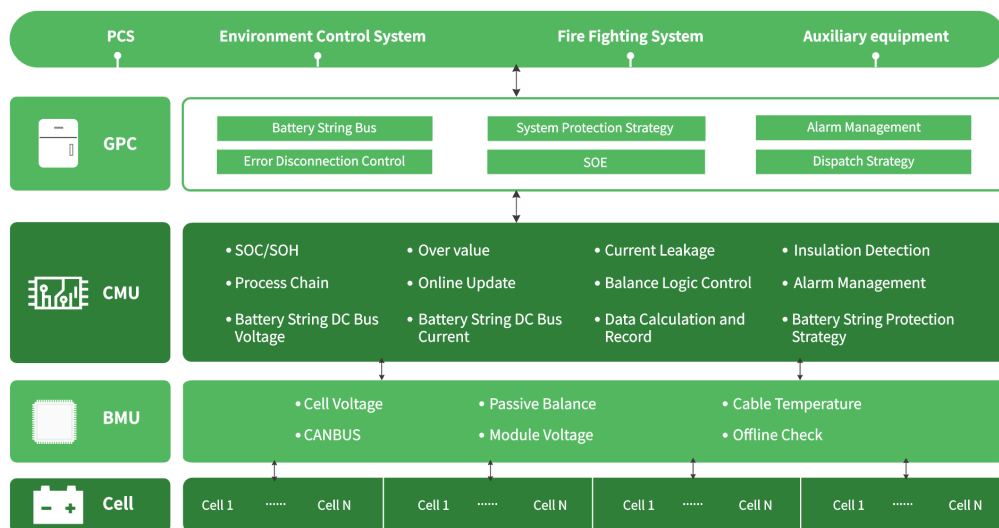 PCS
Environment Control System
Fire Fighting System
Auxiliary equipment
GPC
Battery String Bus
System Protection Strategy
Alarm Management
Error Disconnection Control
SOE
Dispatch Strategy
CMU
• SOC/SOH
• Over value
• Current Leakage
• Insulation Detection
• Process Chain
• Online Update
• Balance Logic Control
• Alarm Management
• Battery String DC Bus
Voltage
• Battery String DC Bus
Current
• Data Calculation and
Record
• Battery String Protection
Strategy
BMU
• Cell Voltage
• Passive Balance
• Cable Temperature
• CANBUS
• Module Voltage
• Offline Check
Cell
Cell 1 ······ Cell N
Cell 1 ······ Cell N
Cell 1 ······ Cell N
Cell 1 ······ Cell N